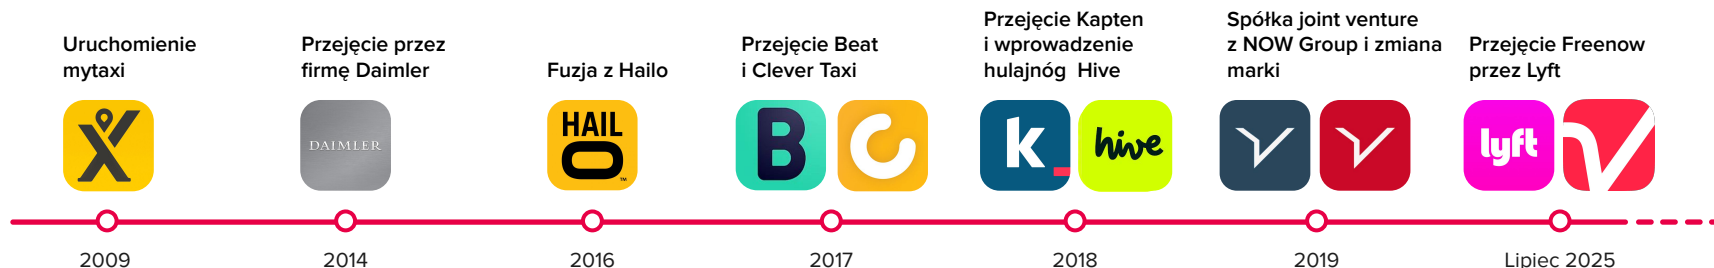 Uruchomienie
mytaxi
Przejęcie przez
firmę Daimler
Fuzja z Hailo
Przejęcie Beat
i Clever Taxi
Przejęcie Kapten
i wprowadzenie
hulajnóg Hive
Spółka joint venture
z NOW Group i zmiana
marki
Przejęcie Freenow
przez Lyft
DAIMLER
HAIL
O
™
B
k_
hive
lyft
2009
2014
2016
2017
2018
2019
Lipiec 2025